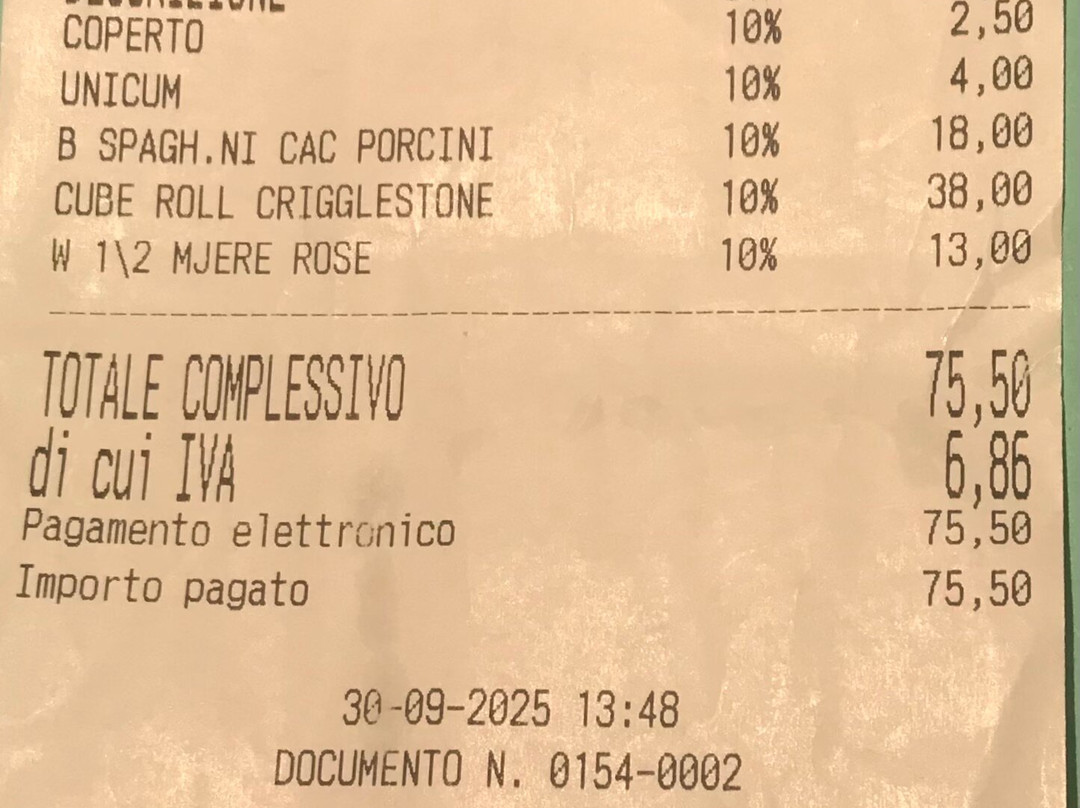 DESCRIZIONE
COPERTO 10% 2,50
UNICUM 10% 4,00
B SPAGH.NI CAC PORCINI 10% 18,00
CUBE ROLL CRIGGLESTONE 10% 38,00
W 1\2 MJERE ROSE 10% 13,00
TOTALE COMPLESSIVO 75,50
di cui IVA 6,86
Pagamento elettronico 75,50
Importo pagato 75,50
30-09-2025 13:48
DOCUMENTO N. 0154-0002